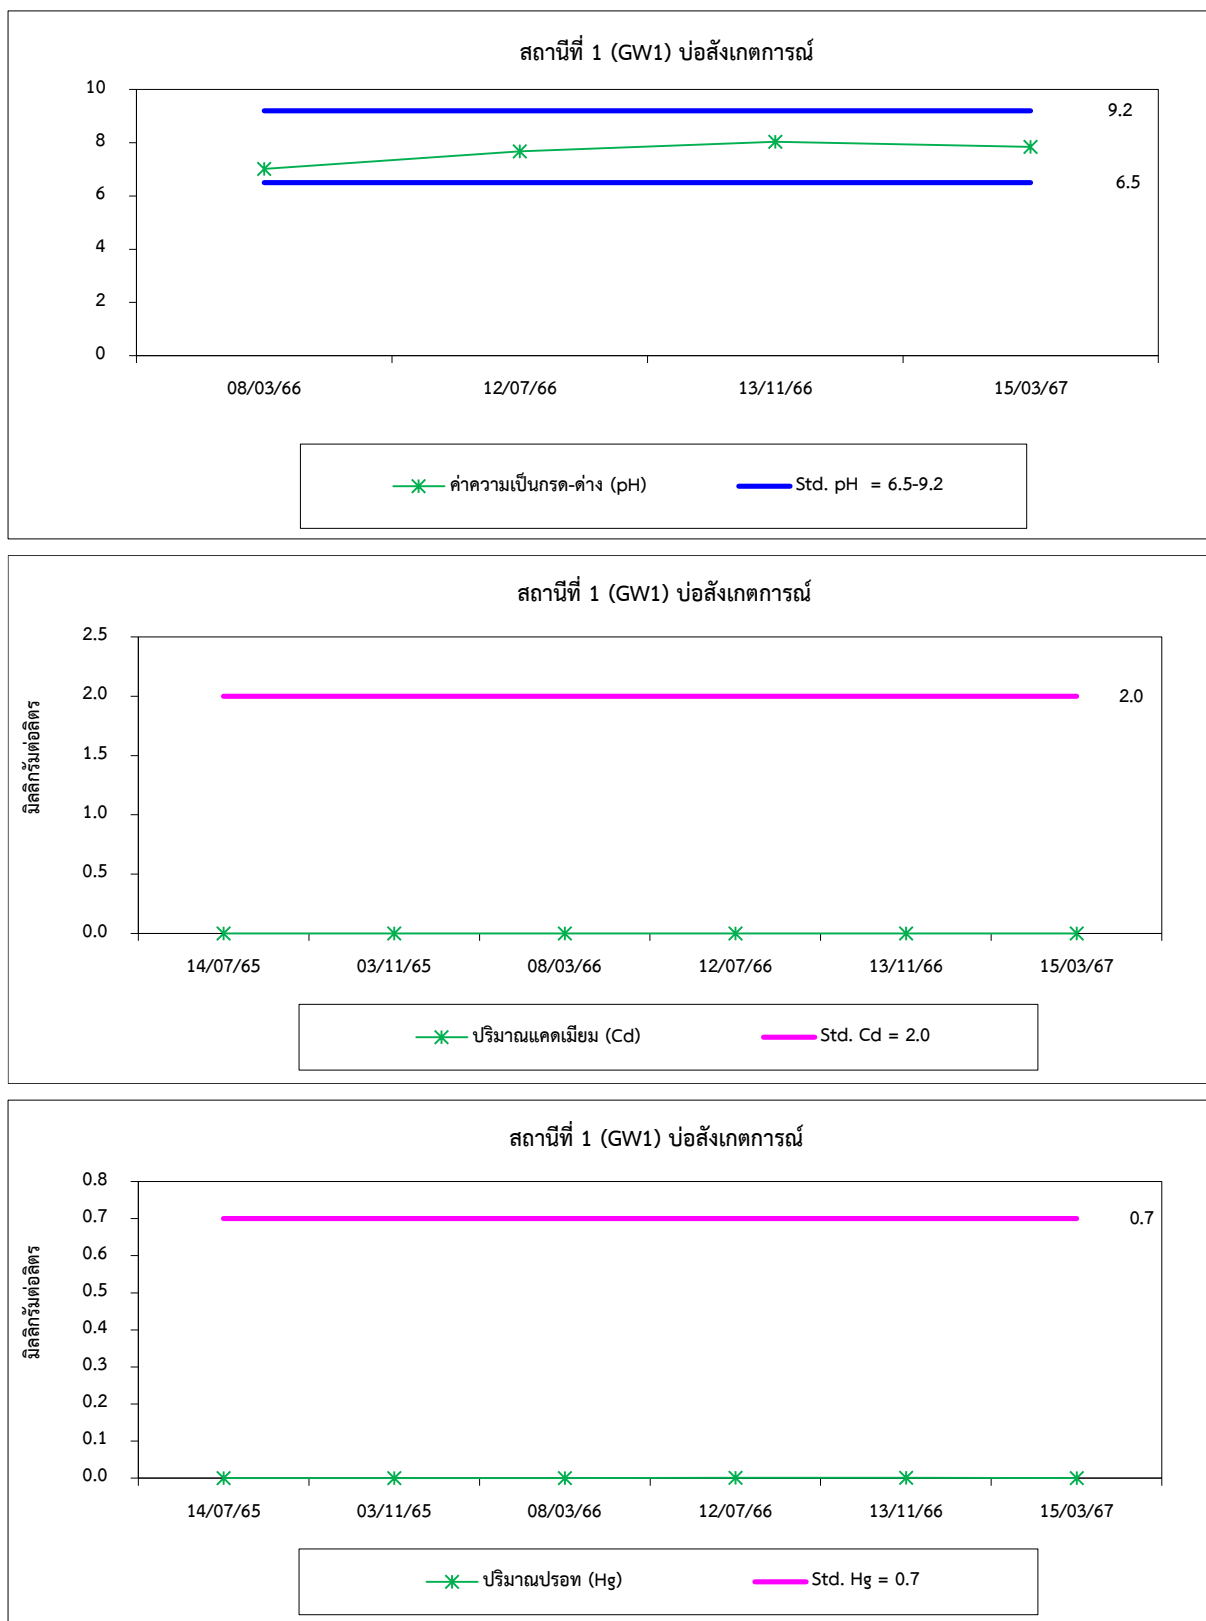 สถานีที่ 1 (GW1) บ่อสังเกตการณ์
10
8
6
4
2
0
9.2
6.5
08/03/66 12/07/66 13/11/66 15/03/67
ค่าความเป็นกรด-ด่าง (pH) Std. pH = 6.5-9.2
สถานีที่ 1 (GW1) บ่อสังเกตการณ์
มิลลิกรัมต่อลิตร
2.5
2.0
1.5
1.0
0.5
0.0
2.0
14/07/65 03/11/65 08/03/66 12/07/66 13/11/66 15/03/67
ปริมาณแคดเมียม (Cd) Std. Cd = 2.0
สถานีที่ 1 (GW1) บ่อสังเกตการณ์
มิลลิกรัมต่อลิตร
0.8
0.7
0.6
0.5
0.4
0.3
0.2
0.1
0.0
0.7
14/07/65 03/11/65 08/03/66 12/07/66 13/11/66 15/03/67
ปริมาณปรอท (Hg) Std. Hg = 0.7